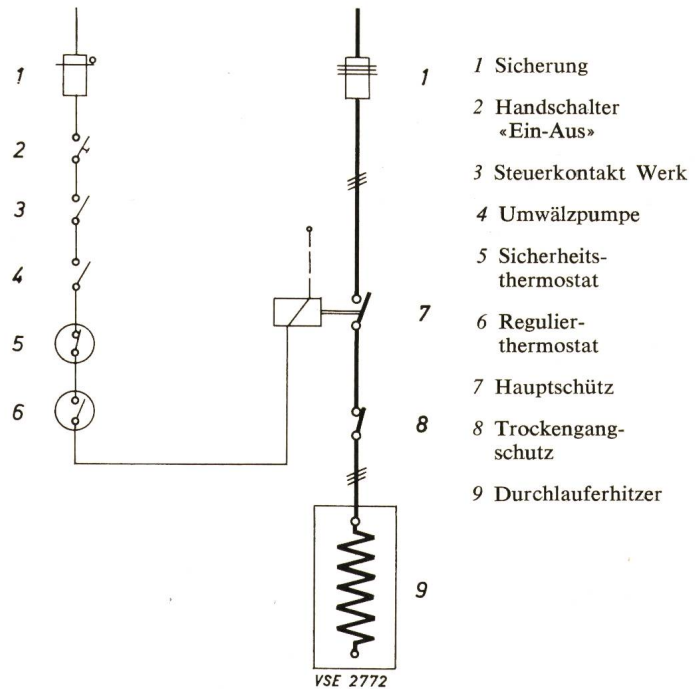 1
2
3
4
5
6
1
7
8
9
VSE 2772
1 Sicherung
2 Handschalter
«Ein-Aus»
3 Steuerkontakt Werk
4 Umwälzpumpe
5 Sicherheits-
thermostat
6 Regulier-
thermostat
7 Hauptschütz
8 Trockengang-
schutz
9 Durchlauferhitzer